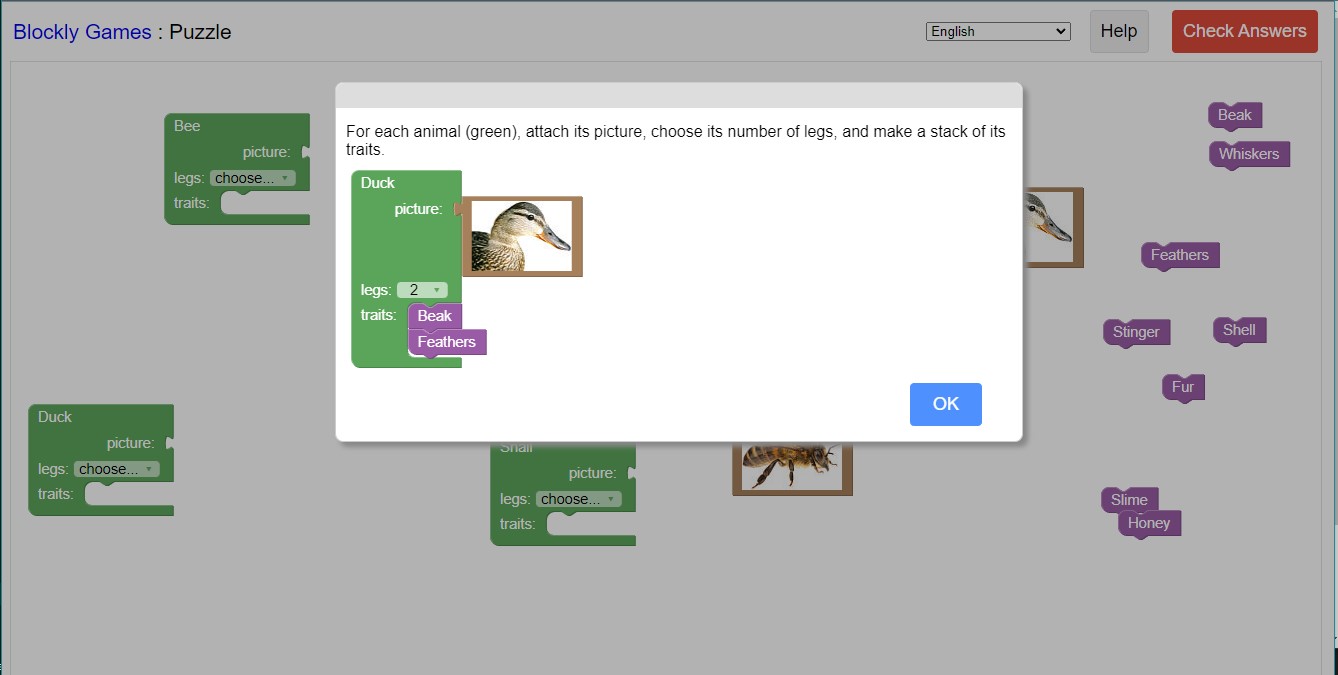 Blockly Games : Puzzle
English
Help
Check Answers
For each animal (green), attach its picture, choose its number of legs, and make a stack of its
traits.
Duck
picture:
legs: 2
traits:
Beak
Feathers
OK
Bee
picture:
legs: choose...
traits:
Duck
picture:
legs: choose...
traits:
Snail
picture:
legs: choose...
traits:
Beak
Whiskers
Feathers
Stinger
Shell
Fur
Slime
Honey